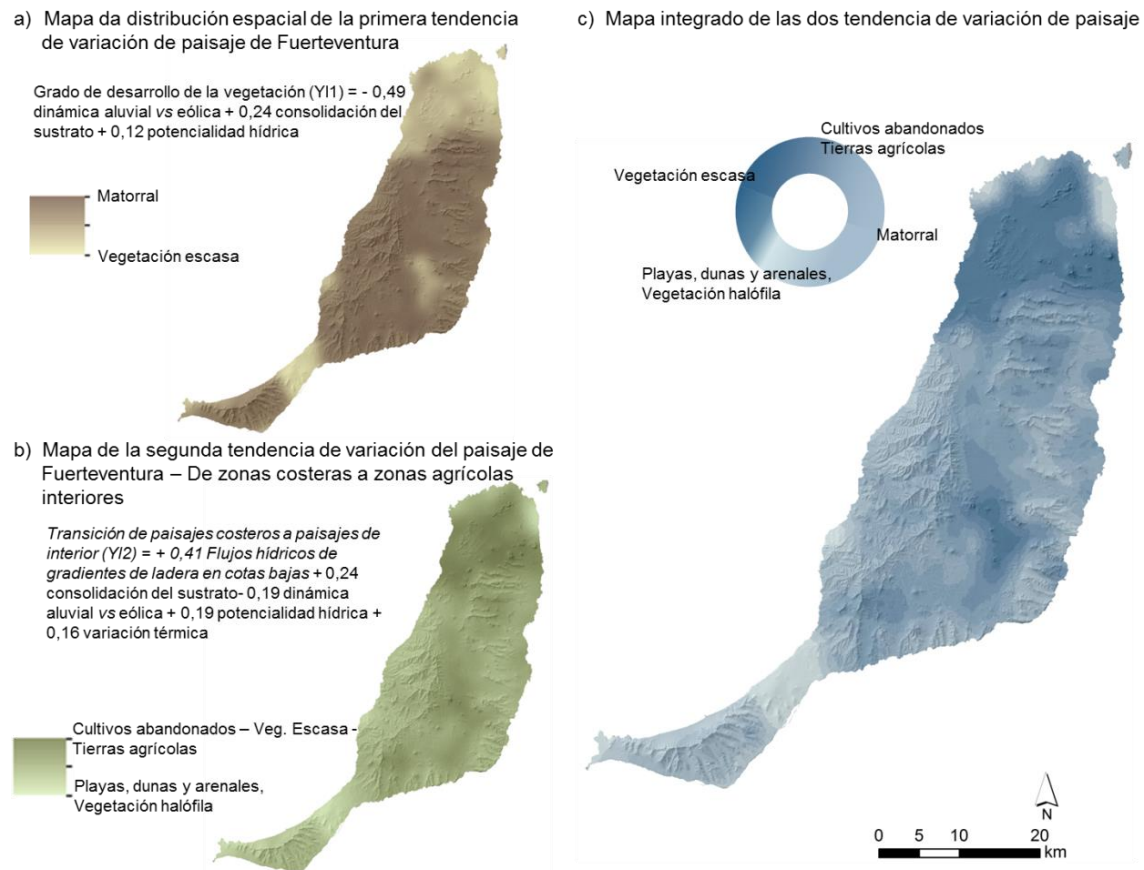 a) Mapa da distribución espacial de la primera tendencia
de variación de paisaje de Fuerteventura
Grado de desarrollo de la vegetación (YI1) = - 0,49
dinámica aluvial vs eólica + 0,24 consolidación del
sustrato + 0,12 potencialidad hídrica
Matorral
Vegetación escasa
b) Mapa de la segunda tendencia de variación del paisaje de
Fuerteventura – De zonas costeras a zonas agrícolas
interiores
Transición de paisajes costeros a paisajes de
interior (YI2) = + 0,41 Flujos hídricos de
gradientes de ladera en cotas bajas + 0,24
consolidación del sustrato- 0,19 dinámica
aluvial vs eólica + 0,19 potencialidad hídrica +
0,16 variación térmica
Cultivos abandonados – Veg. Escasa -
Tierras agrícolas
Playas, dunas y arenales,
Vegetación halófila
c) Mapa integrado de las dos tendencia de variación de paisaje
Cultivos abandonados
Tierras agrícolas
Vegetación escasa
Matorral
Playas, dunas y arenales,
Vegetación halófila
N
0 5 10 20
km